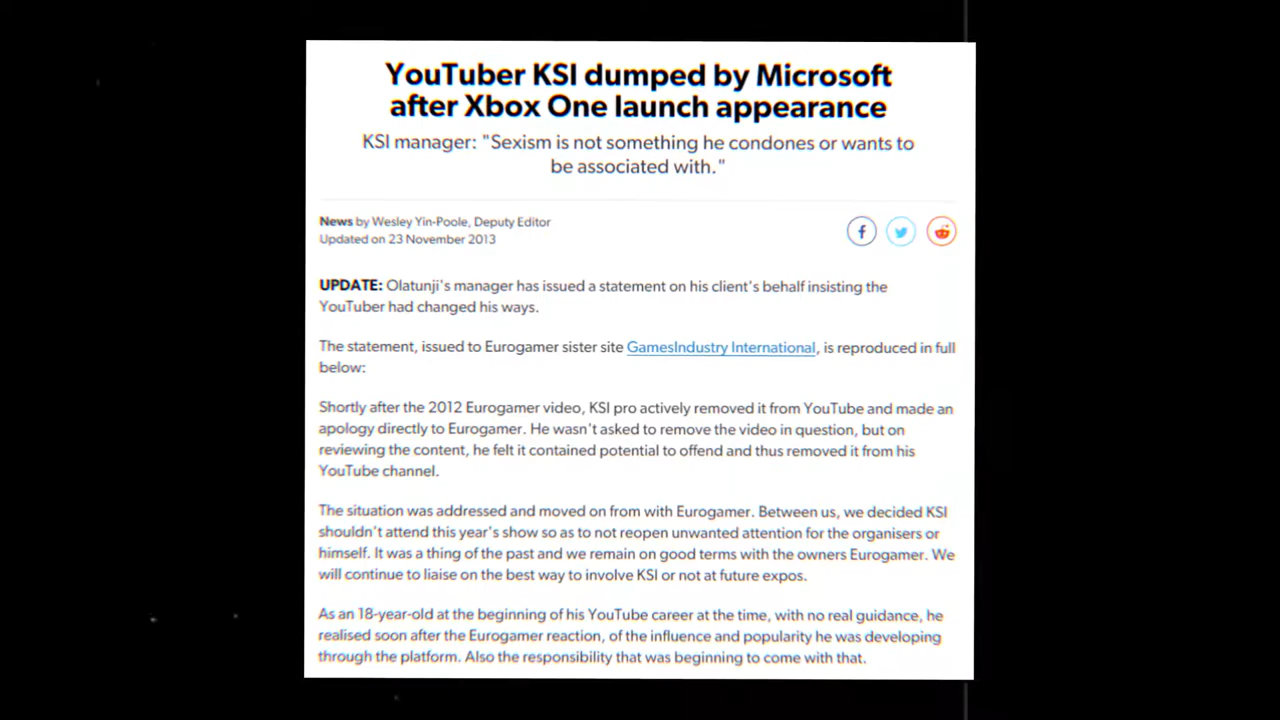 YouTuber KSI dumped by Microsoft
after Xbox One launch appearance
KSI manager: "Sexism is not something he condones or wants to
be associated with."
News by Wesley Yin-Poole, Deputy Editor
Updated on 23 November 2013
UPDATE: Olatunji's manager has issued a statement on his client's behalf insisting the
YouTuber had changed his ways.
The statement, issued to Eurogamer sister site GamesIndustry International, is reproduced in full
below:
Shortly after the 2012 Eurogamer video, KSI pro actively removed it from YouTube and made an
apology directly to Eurogamer. He wasn't asked to remove the video in question, but on
reviewing the content, he felt it contained potential to offend and thus removed it from his
YouTube channel.
The situation was addressed and moved on from with Eurogamer. Between us, we decided KSI
shouldn't attend this year's show so as to not reopen unwanted attention for the organisers or
himself. It was a thing of the past and we remain on good terms with the owners Eurogamer. We
will continue to liaise on the best way to involve KSI or not at future expos.
As an 18-year-old at the beginning of his YouTube career at the time, with no real guidance, he
realised soon after the Eurogamer reaction, of the influence and popularity he was developing
through the platform. Also the responsibility that was beginning to come with that.